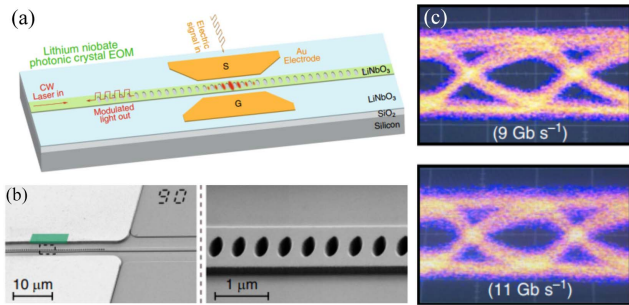 (a)
Lithium niobate
photonic crystal EOM
Electric
signal in
Au
Electrode
S
LiNbO₃
CW
Laser in
Modulated
light out
G
LiNbO₃
SiO₂
Silicon
(b)
90
10 μm
1 μm
(c)
(9 Gb s⁻¹)
(11 Gb s⁻¹)